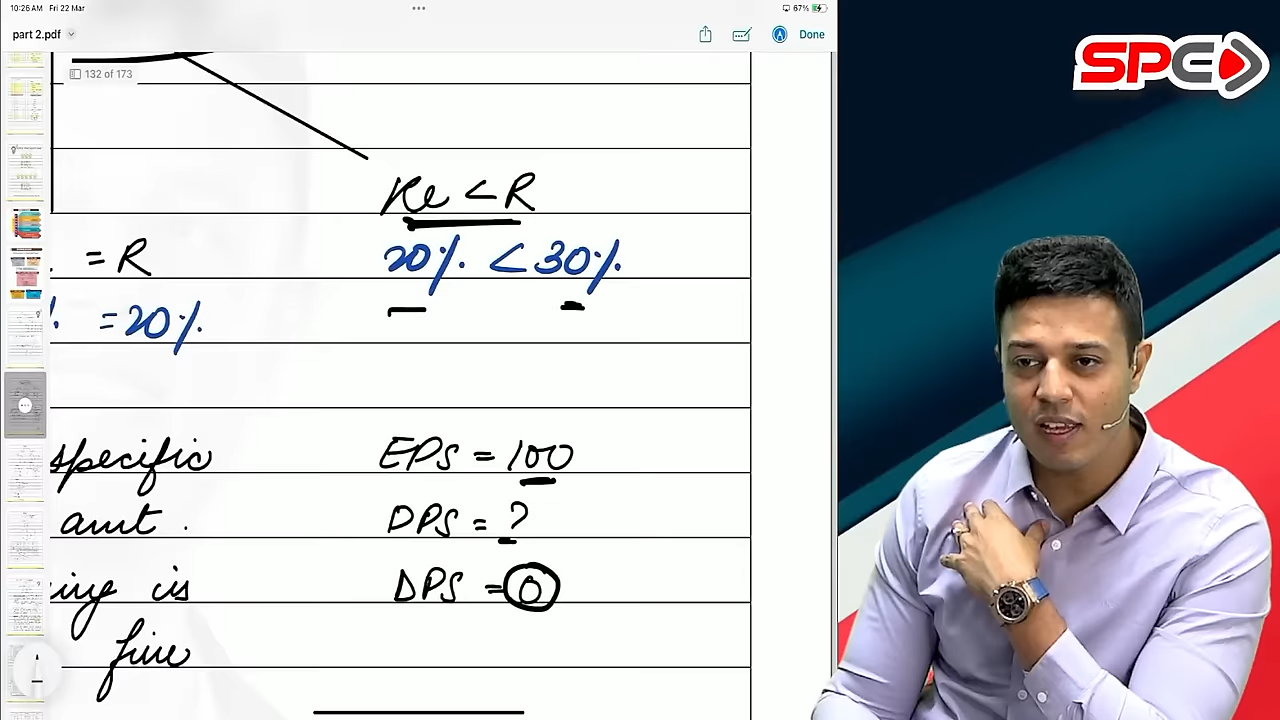 10:26 AM Fri 22 Mar
67%
part 2.pdf
Done
132 of 173
SPC
Ke < R
20% < 30%
= R
= 20%
EPS = 100
DPS = ?
DPS = 0
specific
amt.
ing is
fine